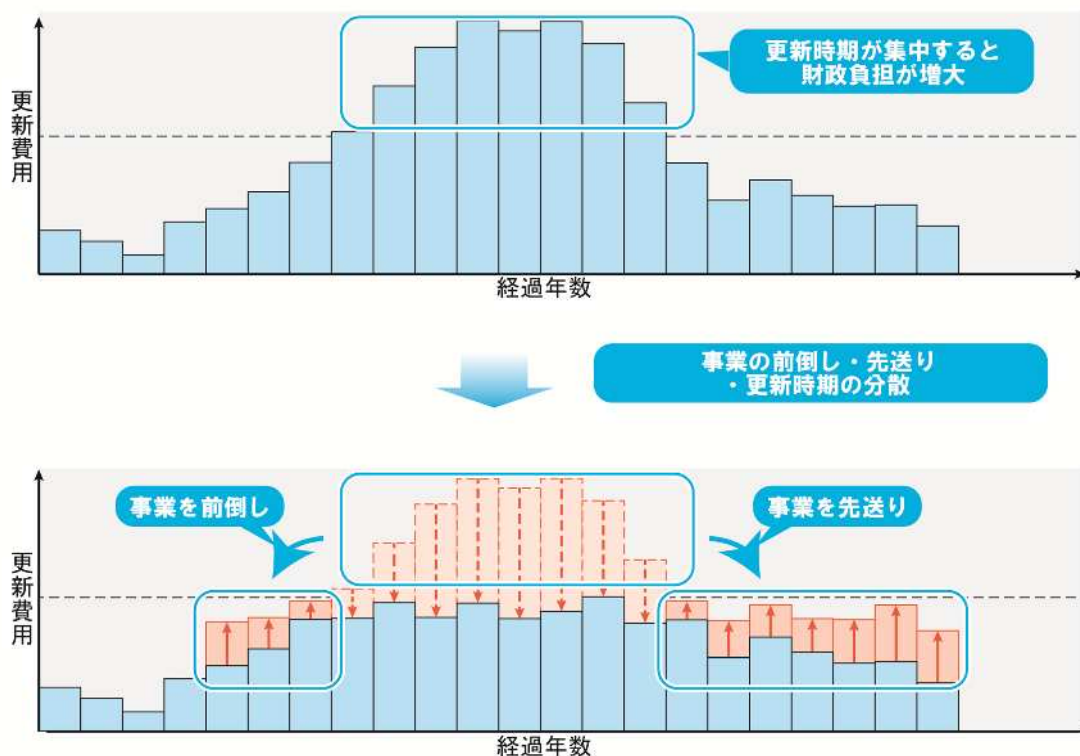 更新時期が集中すると
財政負担が増大
更新費用
経過年数
事業の前倒し・先送り
・更新時期の分散
事業を前倒し
事業を先送り
更新費用
経過年数